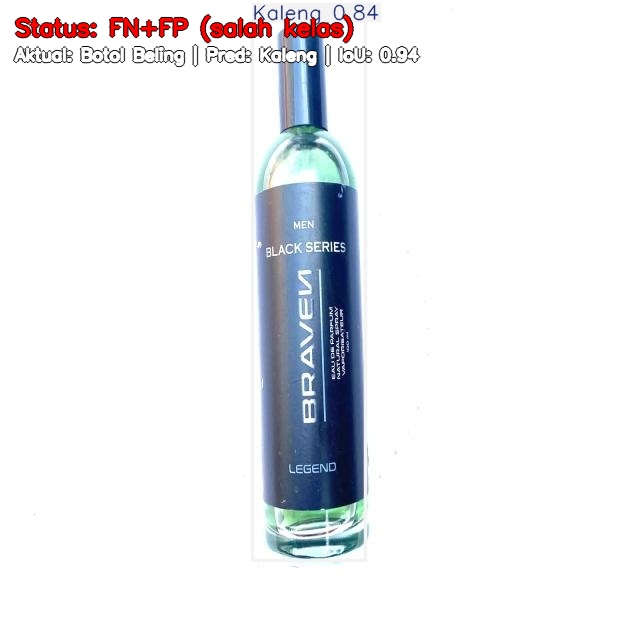 Kaleng 0.84
Status: FN+FP (salah kelas)
Aktual: Botol Beling | Pred: Kaleng | IoU: 0.94
MEN
BLACK SERIES
BRAVEN
EAU DE PARFUM
NATURAL SPRAY
VAPORISATEUR
LEGEND